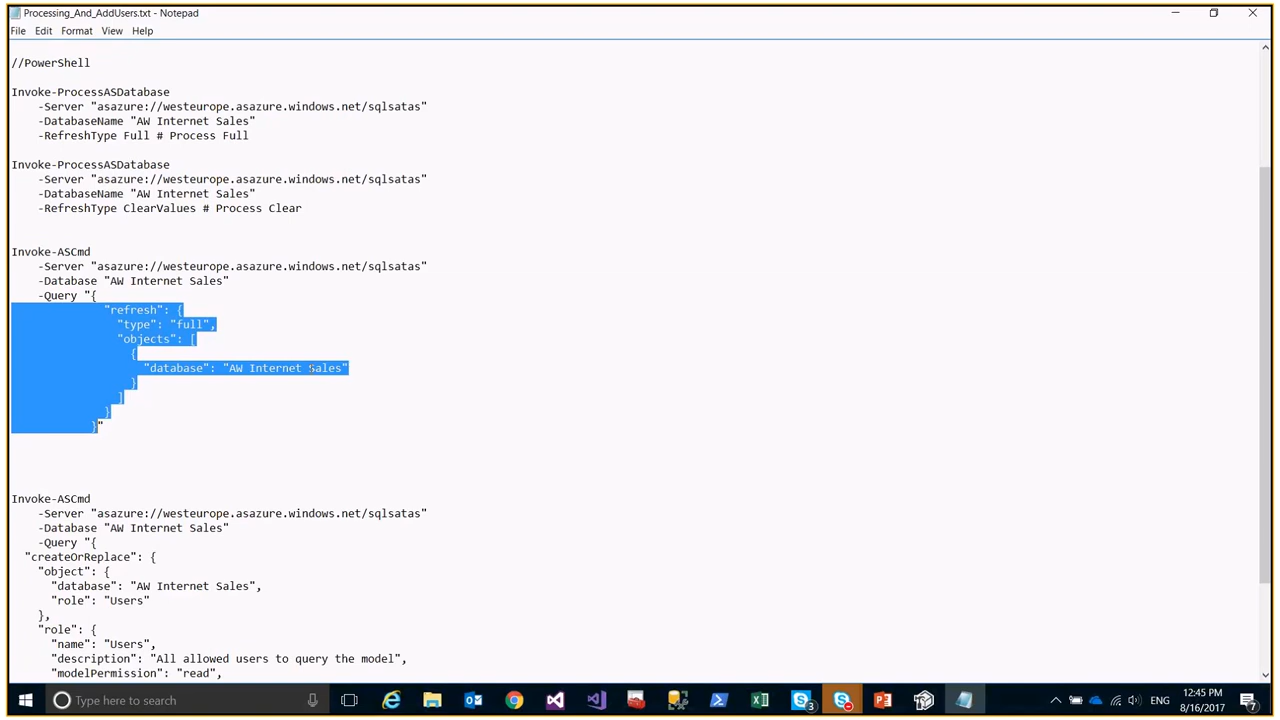 Processing_And_AddUsers.txt - Notepad
File Edit Format View Help
//PowerShell
Invoke-ProcessASDatabase
-Server "asazure://westeurope.asazure.windows.net/sqlsatas"
-DatabaseName "AW Internet Sales"
-RefreshType Full # Process Full
Invoke-ProcessASDatabase
-Server "asazure://westeurope.asazure.windows.net/sqlsatas"
-DatabaseName "AW Internet Sales"
-RefreshType ClearValues # Process Clear
Invoke-ASCmd
-Server "asazure://westeurope.asazure.windows.net/sqlsatas"
-Database "AW Internet Sales"
-Query "{
"refresh": {
"type": "full",
"objects": [
{
"database": "AW Internet Sales"
}
]
}
}"
Invoke-ASCmd
-Server "asazure://westeurope.asazure.windows.net/sqlsatas"
-Database "AW Internet Sales"
-Query "{
"createOrReplace": {
"object": {
"database": "AW Internet Sales",
"role": "Users"
},
"role": {
"name": "Users",
"description": "All allowed users to query the model",
"modelPermission": "read",
Type here to search
3
ENG
12:45 PM
8/16/2017
7